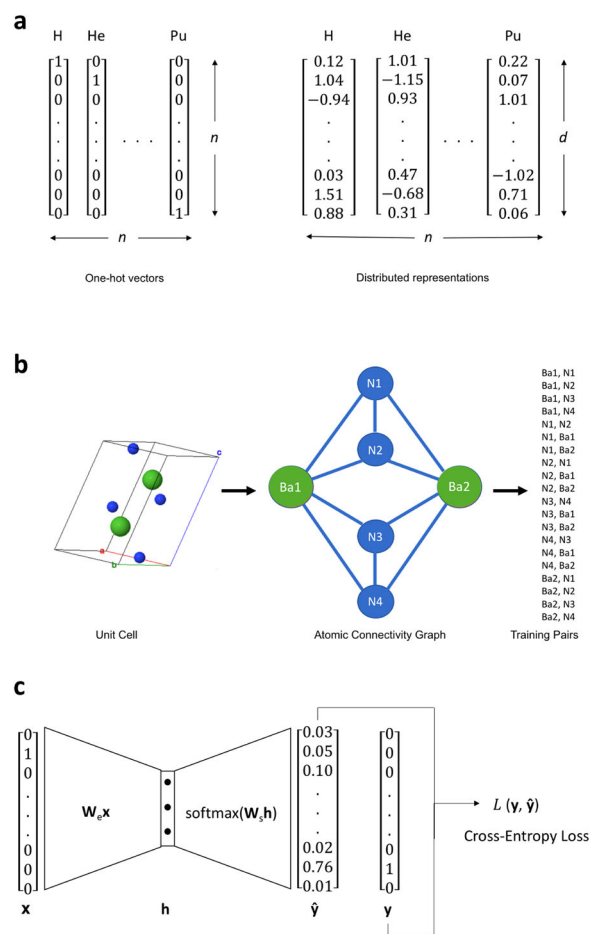 a
H He Pu
1 0 0
0 1 0
0 0 0
. . .
. . . . . . n
. . .
0 0 0
0 0 0
0 0 1
n
One-hot vectors
H He Pu
0.12 1.01 0.22
1.04 −1.15 0.07
−0.94 0.93 1.01
. . .
. . . . . . d
. . .
0.03 0.47 −1.02
1.51 −0.68 0.71
0.88 0.31 0.06
n
Distributed representations
b
c
a
b
Unit Cell
N1
N2
Ba1
Ba2
N3
N4
Atomic Connectivity Graph
Ba1, N1
Ba1, N2
Ba1, N3
Ba1, N4
N1, N2
N1, Ba1
N1, Ba2
N2, N1
N2, Ba1
N2, Ba2
N3, N4
N3, Ba1
N3, Ba2
N4, N3
N4, Ba1
N4, Ba2
Ba2, N1
Ba2, N2
Ba2, N3
Ba2, N4
Training Pairs
c
0
1
0
.
.
.
0
0
0
x
Wₑx
h
softmax(Wₛh)
0.03
0.05
0.10
.
.
.
0.02
0.76
0.01
ŷ
0
0
0
.
.
.
0
1
0
y
L (y, ŷ)
Cross-Entropy Loss